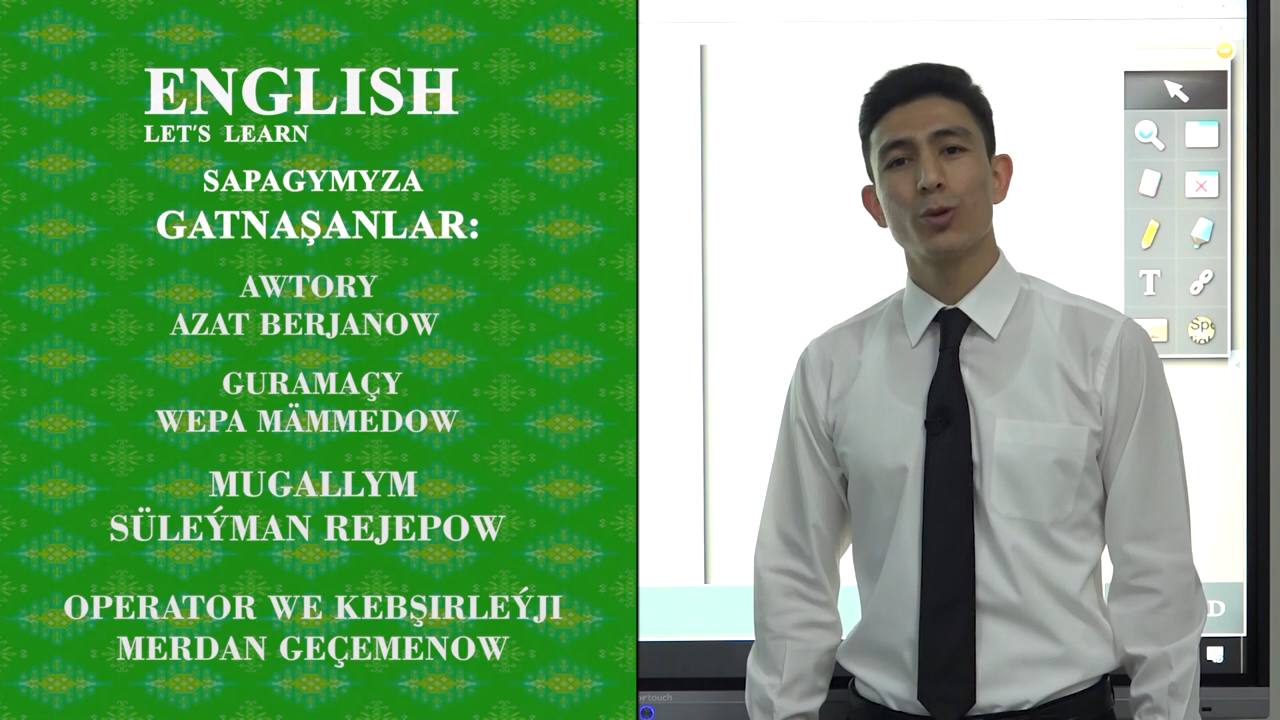 ENGLISH
LET'S LEARN
SAPAGYMYZA
GATNAŞANLAR:
AWTORY
AZAT BERJANOW
GURAMAÇY
WEPA MÄMMEDOW
MUGALLYM
SÜLEÝMAN REJEPOW
OPERATOR WE KEBŞIRLEÝJI
MERDAN GEÇEMENOW
T
D